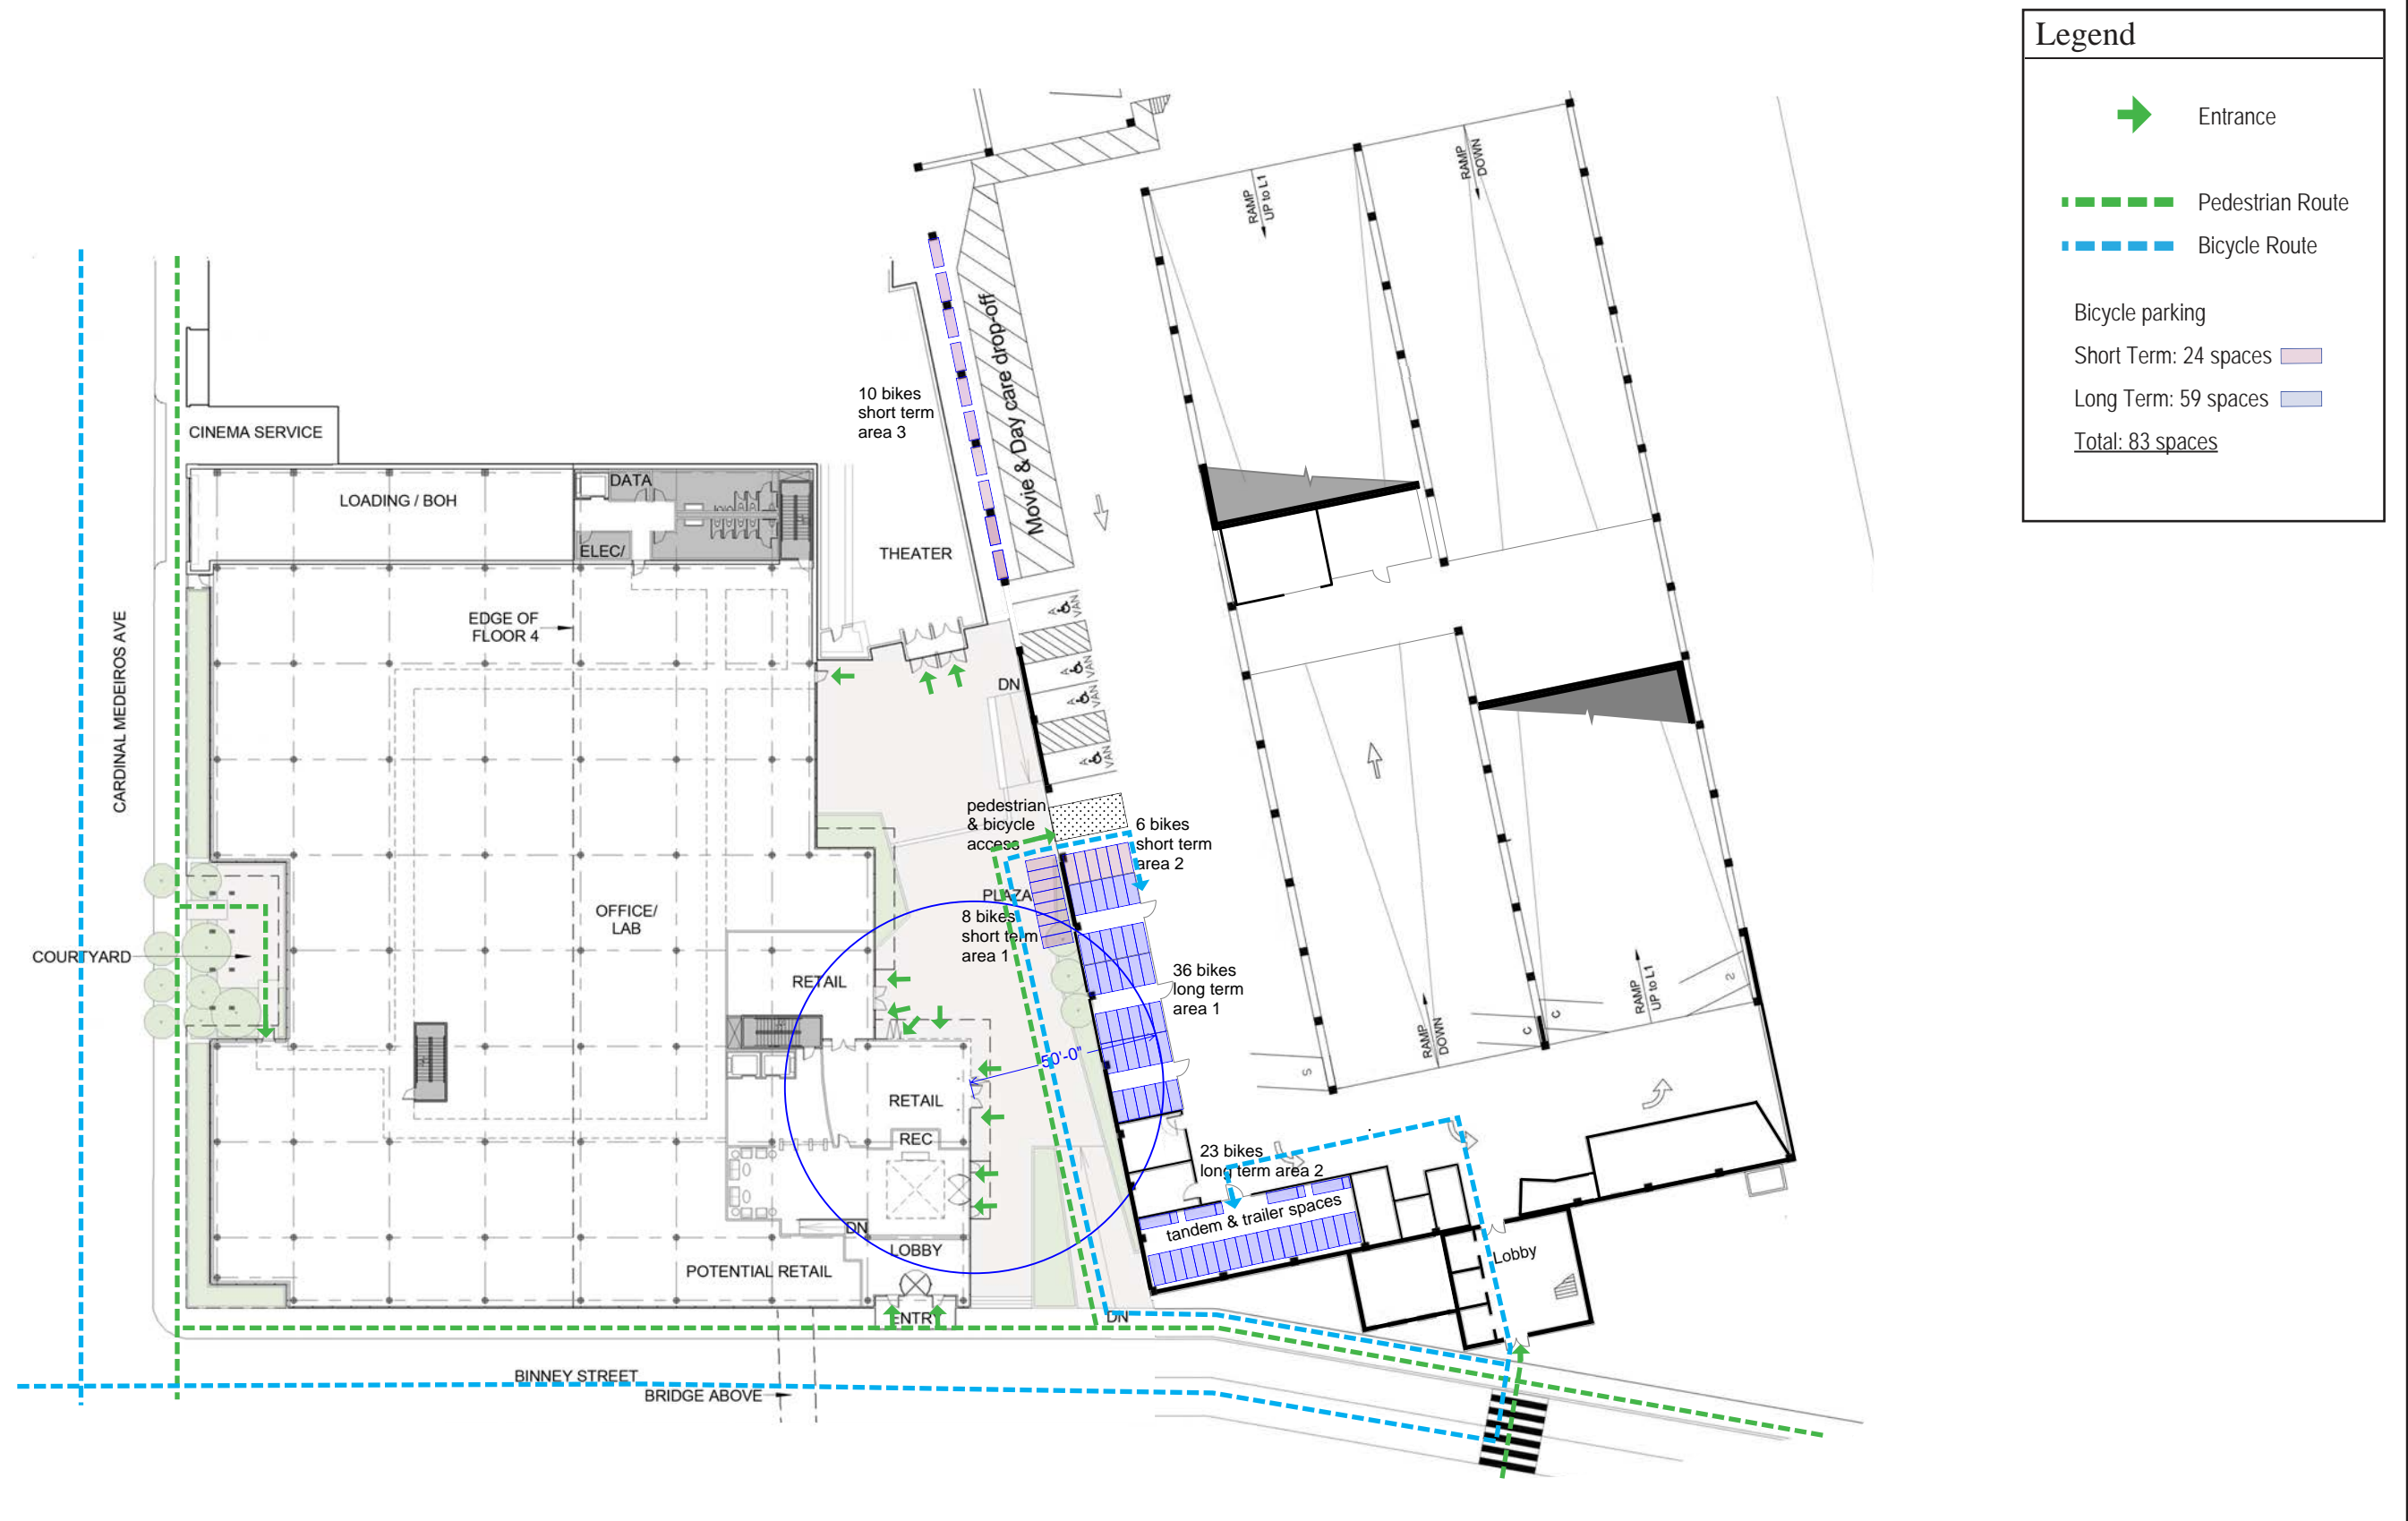 Legend
Entrance
Pedestrian Route
Bicycle Route
Bicycle parking
Short Term: 24 spaces
Long Term: 59 spaces
Total: 83 spaces
RAMP
UP to L1
RAMP
DOWN
Movie & Day care drop-off
10 bikes
short term
area 3
CINEMA SERVICE
LOADING / BOH
DATA
ELEC/
THEATER
EDGE OF
FLOOR 4
CARDINAL MEDEIROS AVE
A
VAN
A
VAN
A
VAN
A
VAN
DN
pedestrian
& bicycle
access
6 bikes
short term
area 2
PLAZA
8 bikes
short term
area 1
OFFICE/
LAB
COURTYARD
RETAIL
36 bikes
long term
area 1
RAMP
UP to L1
RAMP
DOWN
C
C
S
2
50'-0"
RETAIL
REC
23 bikes
long term area 2
tandem & trailer spaces
DN
LOBBY
Lobby
POTENTIAL RETAIL
ENTRY
DN
BINNEY STREET
BRIDGE ABOVE